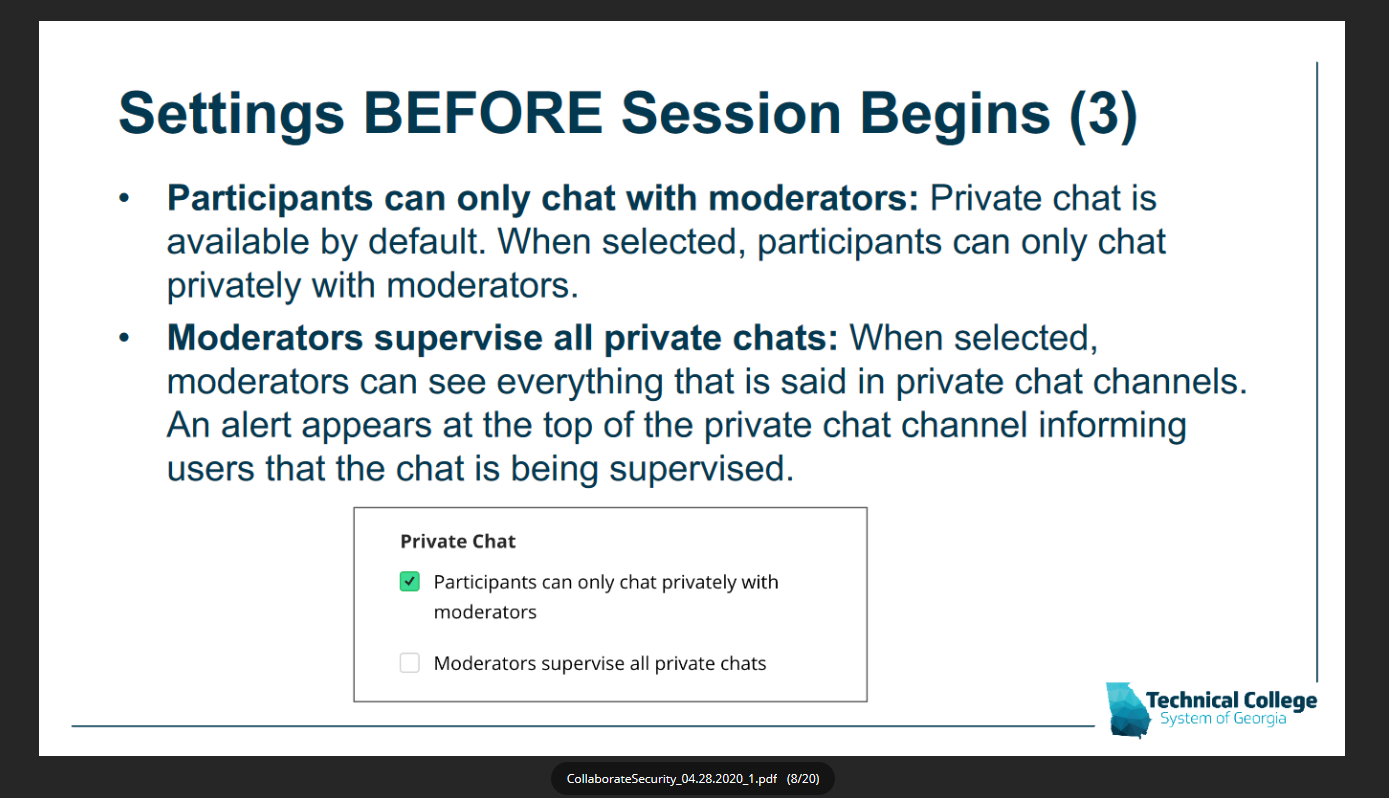 Settings BEFORE Session Begins (3)
• Participants can only chat with moderators: Private chat is
available by default. When selected, participants can only chat
privately with moderators.
• Moderators supervise all private chats: When selected,
moderators can see everything that is said in private chat channels.
An alert appears at the top of the private chat channel informing
users that the chat is being supervised.
Private Chat
Participants can only chat privately with
moderators
Moderators supervise all private chats
Technical College
System of Georgia
CollaborateSecurity_04.28.2020_1.pdf (8/20)